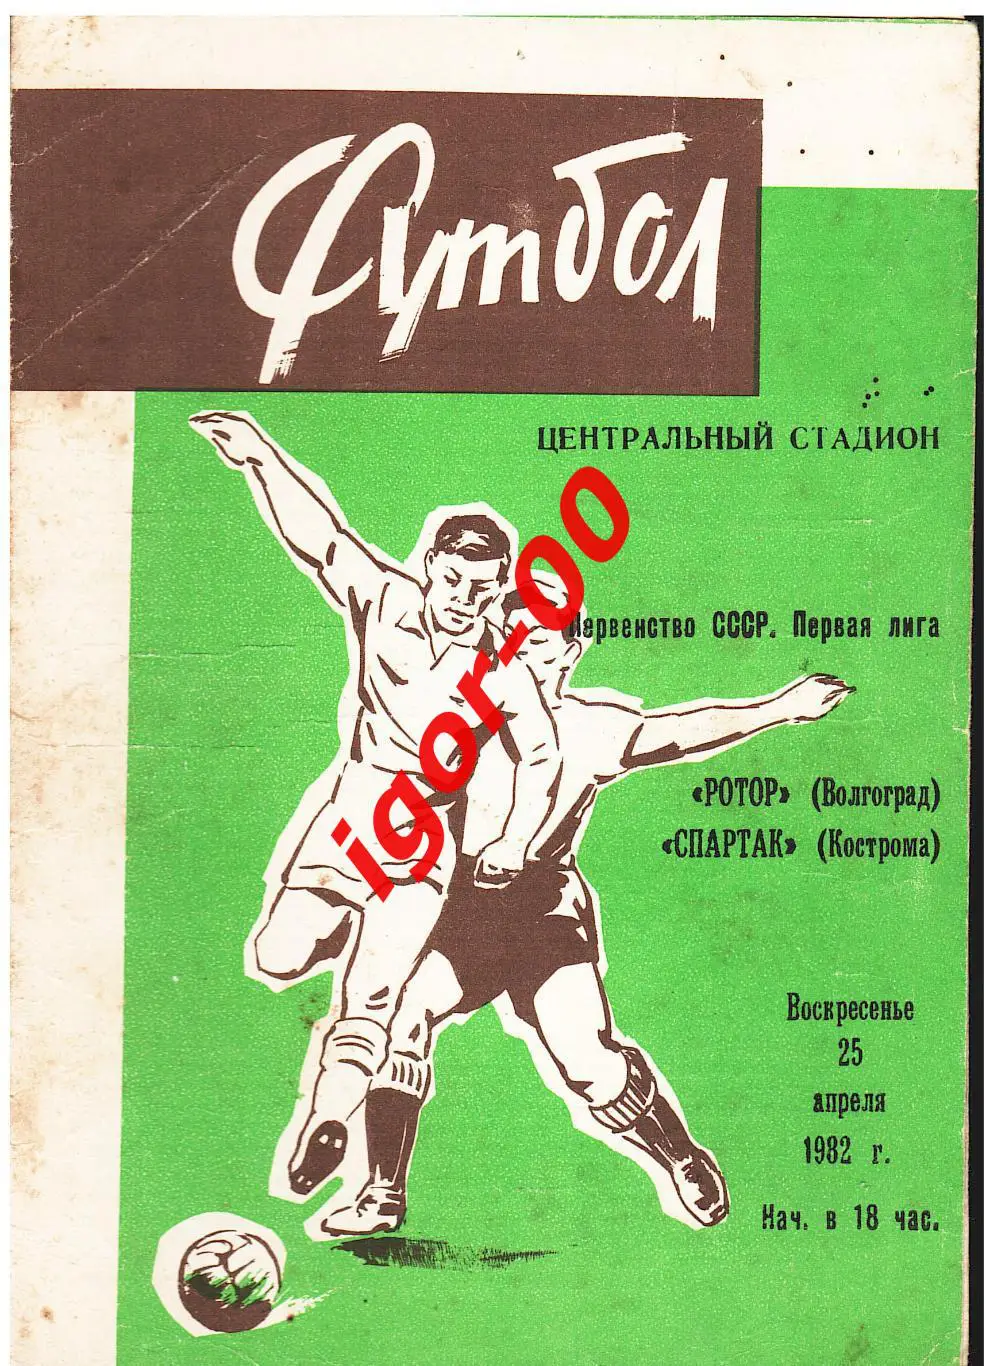 Футбол
ЦЕНТРАЛЬНЫЙ СТАДИОН
igor-00
Первенство СССР. Первая лига
«РОТОР» (Волгоград)
«СПАРТАК» (Кострома)
Воскресенье
25
апреля
1982 г.
Нач. в 18 час.